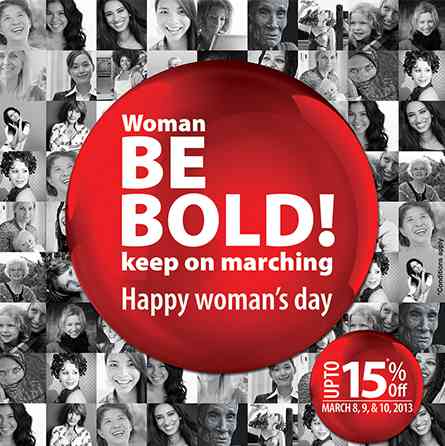 Woman
BE
BOLD!
keep on marching
Happy woman's day
*Conditions apply
UPTO
15*%
Off
MARCH 8, 9, & 10, 2013